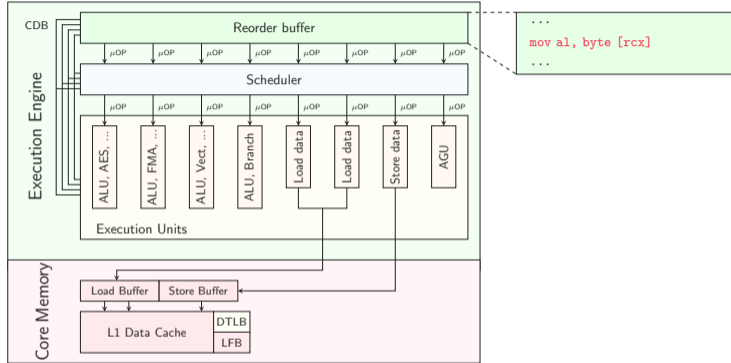 CDB
Reorder buffer
...
mov al, byte [rcx]
...
µOP µOP µOP µOP µOP µOP µOP µOP
Scheduler
µOP µOP µOP µOP µOP µOP µOP µOP
Execution Engine
ALU, AES, ...
ALU, FMA, ...
ALU, Vect, ...
ALU, Branch
Load data
Load data
Store data
AGU
Execution Units
Core Memory
Load Buffer
Store Buffer
L1 Data Cache
DTLB
LFB